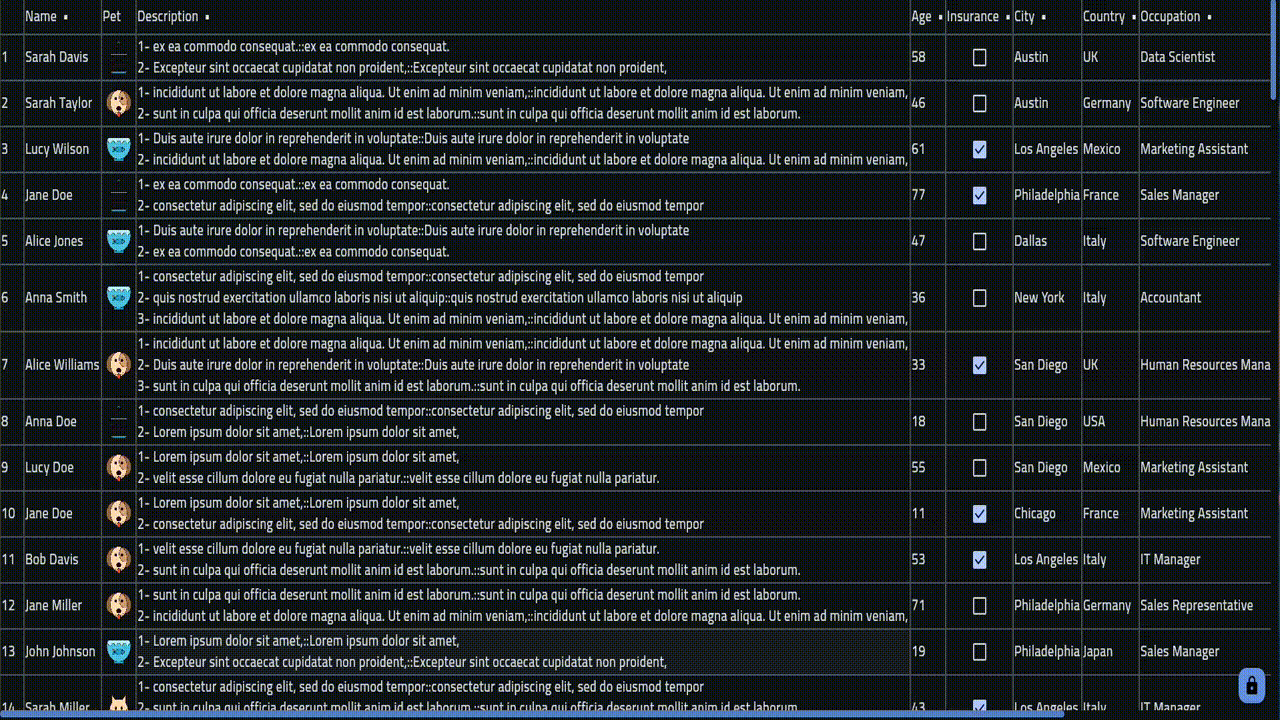 Name Pet Description Age Insurance City Country Occupation
1 Sarah Davis 1- ex ea commodo consequat.::ex ea commodo consequat. 58 Austin UK Data Scientist
2- Excepteur sint occaecat cupidatat non proident,::Excepteur sint occaecat cupidatat non proident,
2 Sarah Taylor 1- incididunt ut labore et dolore magna aliqua. Ut enim ad minim veniam,::incididunt ut labore et dolore magna aliqua. Ut enim ad minim veniam, 46 Austin Germany Software Engineer
2- sunt in culpa qui officia deserunt mollit anim id est laborum.::sunt in culpa qui officia deserunt mollit anim id est laborum.
3 Lucy Wilson 1- Duis aute irure dolor in reprehenderit in voluptate::Duis aute irure dolor in reprehenderit in voluptate 61 Los Angeles Mexico Marketing Assistant
2- incididunt ut labore et dolore magna aliqua. Ut enim ad minim veniam,::incididunt ut labore et dolore magna aliqua. Ut enim ad minim veniam,
4 Jane Doe 1- ex ea commodo consequat.::ex ea commodo consequat. 77 Philadelphia France Sales Manager
2- consectetur adipiscing elit, sed do eiusmod tempor::consectetur adipiscing elit, sed do eiusmod tempor
5 Alice Jones 1- Duis aute irure dolor in reprehenderit in voluptate::Duis aute irure dolor in reprehenderit in voluptate 47 Dallas Italy Software Engineer
2- ex ea commodo consequat.::ex ea commodo consequat.
1- consectetur adipiscing elit, sed do eiusmod tempor::consectetur adipiscing elit, sed do eiusmod tempor
6 Anna Smith 2- quis nostrud exercitation ullamco laboris nisi ut aliquip::quis nostrud exercitation ullamco laboris nisi ut aliquip 36 New York Italy Accountant
3- incididunt ut labore et dolore magna aliqua. Ut enim ad minim veniam,::incididunt ut labore et dolore magna aliqua. Ut enim ad minim veniam,
1- incididunt ut labore et dolore magna aliqua. Ut enim ad minim veniam,::incididunt ut labore et dolore magna aliqua. Ut enim ad minim veniam,
7 Alice Williams 2- Duis aute irure dolor in reprehenderit in voluptate::Duis aute irure dolor in reprehenderit in voluptate 33 San Diego UK Human Resources Mana
3- sunt in culpa qui officia deserunt mollit anim id est laborum.::sunt in culpa qui officia deserunt mollit anim id est laborum.
8 Anna Doe 1- consectetur adipiscing elit, sed do eiusmod tempor::consectetur adipiscing elit, sed do eiusmod tempor 18 San Diego USA Human Resources Mana
2- Lorem ipsum dolor sit amet,::Lorem ipsum dolor sit amet,
9 Lucy Doe 1- Lorem ipsum dolor sit amet,::Lorem ipsum dolor sit amet, 55 San Diego Mexico Marketing Assistant
2- velit esse cillum dolore eu fugiat nulla pariatur.::velit esse cillum dolore eu fugiat nulla pariatur.
10 Jane Doe 1- Lorem ipsum dolor sit amet,::Lorem ipsum dolor sit amet, 11 Chicago France Marketing Assistant
2- consectetur adipiscing elit, sed do eiusmod tempor::consectetur adipiscing elit, sed do eiusmod tempor
11 Bob Davis 1- velit esse cillum dolore eu fugiat nulla pariatur.::velit esse cillum dolore eu fugiat nulla pariatur. 53 Los Angeles Italy IT Manager
2- sunt in culpa qui officia deserunt mollit anim id est laborum.::sunt in culpa qui officia deserunt mollit anim id est laborum.
12 Jane Miller 1- sunt in culpa qui officia deserunt mollit anim id est laborum.::sunt in culpa qui officia deserunt mollit anim id est laborum. 71 Philadelphia Germany Sales Representative
2- incididunt ut labore et dolore magna aliqua. Ut enim ad minim veniam,::incididunt ut labore et dolore magna aliqua. Ut enim ad minim veniam,
13 John Johnson 1- Lorem ipsum dolor sit amet,::Lorem ipsum dolor sit amet, 19 Philadelphia Japan Sales Manager
2- Excepteur sint occaecat cupidatat non proident,::Excepteur sint occaecat cupidatat non proident,
1- consectetur adipiscing elit, sed do eiusmod tempor::consectetur adipiscing elit, sed do eiusmod tempor
14 Sarah Miller 2- sunt in culpa qui officia deserunt mollit anim id est laborum.::sunt in culpa qui officia deserunt mollit anim id est laborum. 43 Los Angeles Italy IT Manager